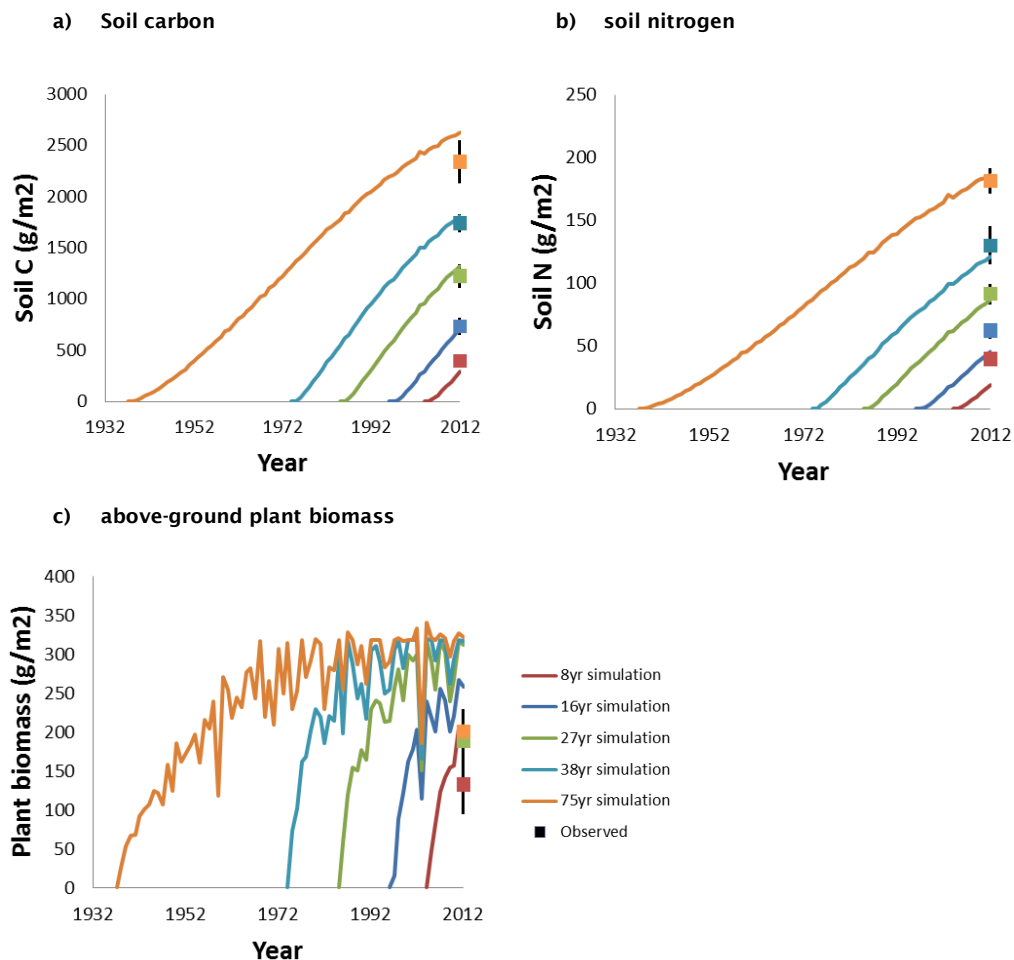 a) Soil carbon
b) soil nitrogen
3000
2500
2000
1500
1000
500
0
Soil C (g/m2)
1932 1952 1972 1992 2012
Year
250
200
150
100
50
0
Soil N (g/m2)
1932 1952 1972 1992 2012
Year
c) above-ground plant biomass
400
350
300
250
200
150
100
50
0
Plant biomass (g/m2)
1932 1952 1972 1992 2012
Year
8yr simulation
16yr simulation
27yr simulation
38yr simulation
75yr simulation
Observed